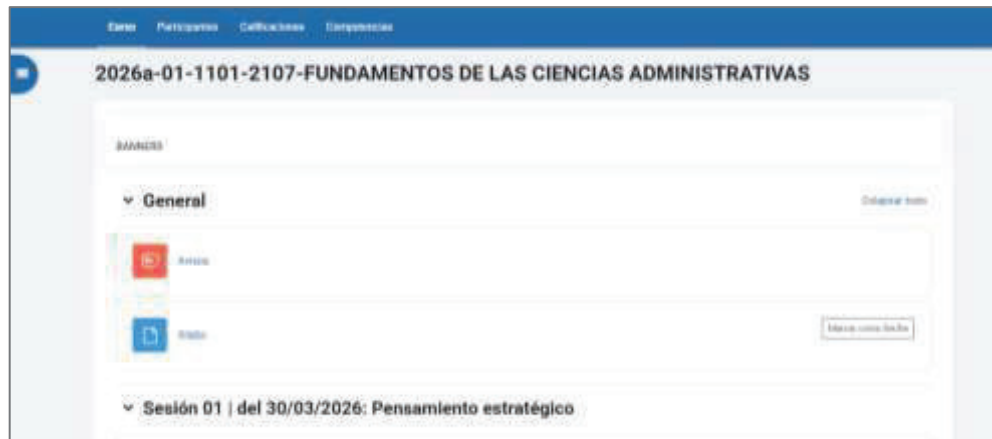 Curso Participantes Calificaciones Competencias
2026a-01-1101-2107-FUNDAMENTOS DE LAS CIENCIAS ADMINISTRATIVAS
BANNERS
General
Colapsar todo
Avisos
Marcar como hecha
Sesión 01 | del 30/03/2026: Pensamiento estratégico